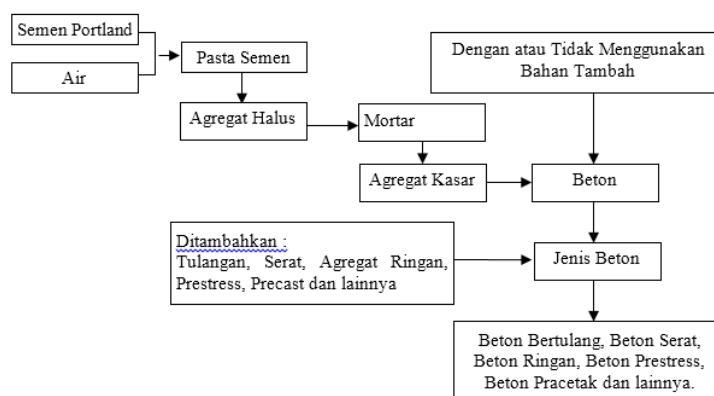 Semen Portland
Air
Pasta Semen
Dengan atau Tidak Menggunakan
Bahan Tambah
Agregat Halus
Mortar
Agregat Kasar
Beton
Ditambahkan :
Tulangan, Serat, Agregat Ringan,
Prestress, Precast dan lainnya
Jenis Beton
Beton Bertulang, Beton Serat,
Beton Ringan, Beton Prestress,
Beton Pracetak dan lainnya.